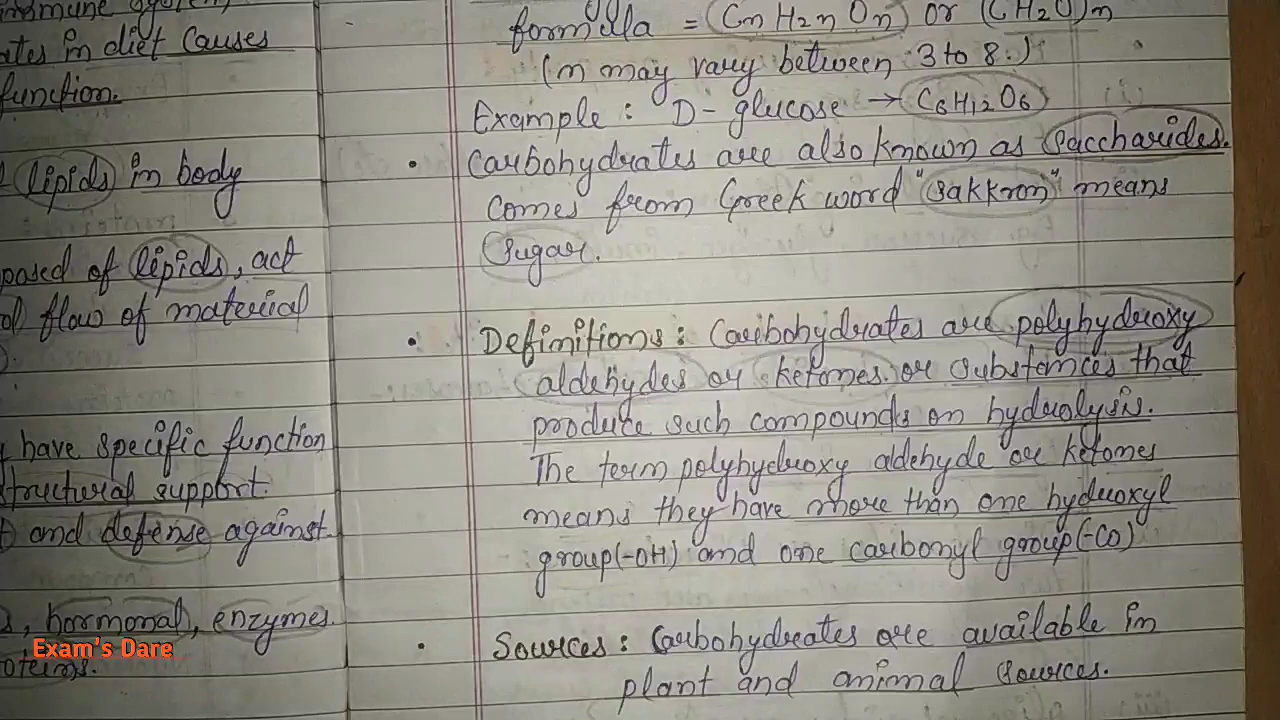 immune system,
ates in diet causes
function.
lipids in body
posed of lipids, act
ol flow of material
).
y have specific function
structural support.
t) and defense against
s, hormonal, enzymes
oteins.
Exam's Dare
formulla = (CnH2nOn) or (CH2O)n
(n may vary between 3 to 8.)
Example : D-glucose → C6H12O6
• Carbohydrates are also known as saccharides.
comes from Greek word "sakkron" means
sugar.
• Definitions : Carbohydrates are polyhydroxy
aldehydes or ketones or substances that
produce such compounds on hydrolysis.
The term polyhydroxy aldehyde or ketones
means they have more than one hydroxyl
group(-OH) and one carbonyl group(-CO)
• Sources : Carbohydrates are available in
plant and animal sources.